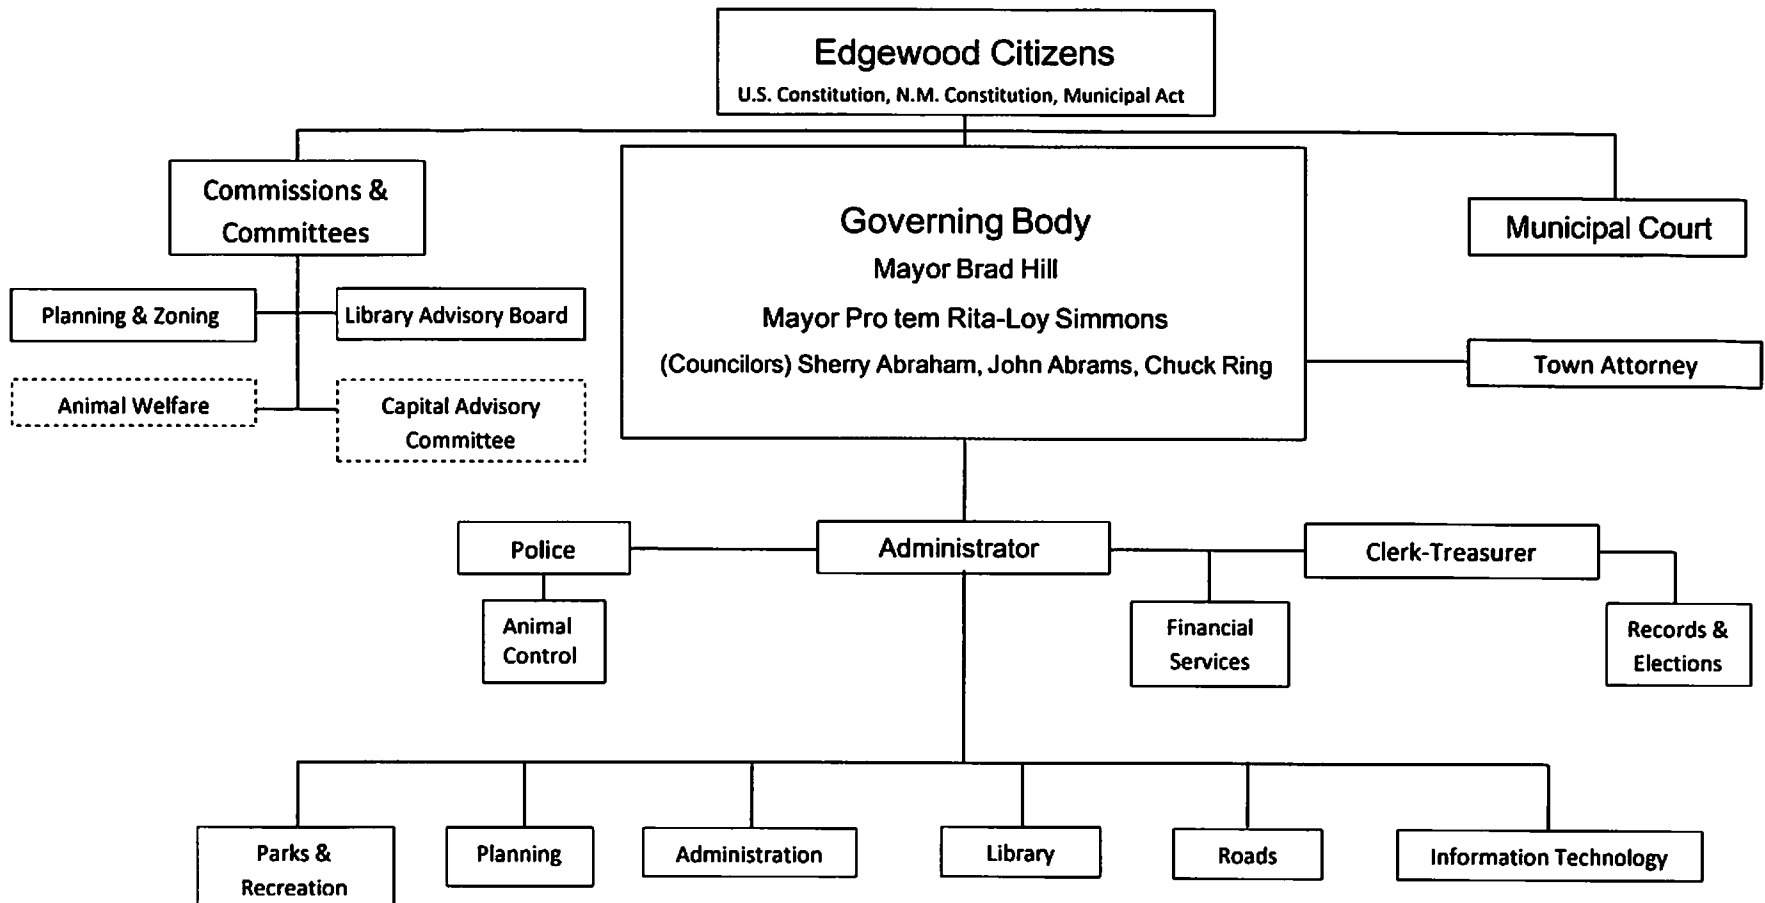 Edgewood Citizens
U.S. Constitution, N.M. Constitution, Municipal Act
Commissions &
Committees
Governing Body
Mayor Brad Hill
Mayor Pro tem Rita-Loy Simmons
(Councilors) Sherry Abraham, John Abrams, Chuck Ring
Municipal Court
Planning & Zoning
Library Advisory Board
Town Attorney
Animal Welfare
Capital Advisory
Committee
Police
Administrator
Clerk-Treasurer
Animal
Control
Financial
Services
Records &
Elections
Parks &
Recreation
Planning
Administration
Library
Roads
Information Technology